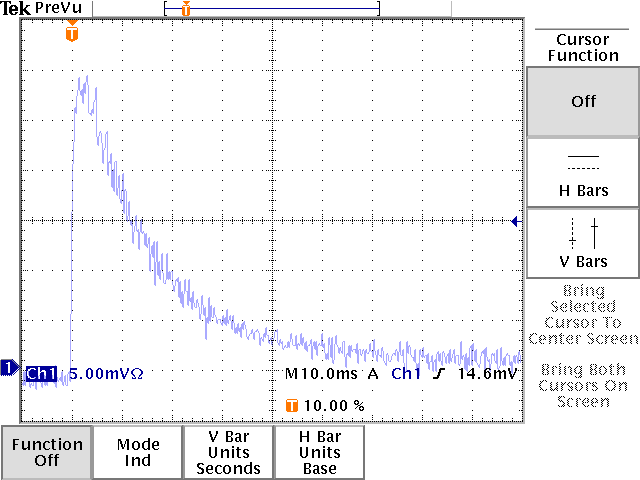 Tek PreVu
T
T
Cursor
Function
Off
H Bars
V Bars
Bring
Selected
Cursor To
Center Screen
Bring Both
Cursors On
Screen
1
Ch1 5.00mVΩ
M10.0ms A Ch1 14.6mV
T 10.00 %
Function
Off
Mode
Ind
V Bar
Units
Seconds
H Bar
Units
Base